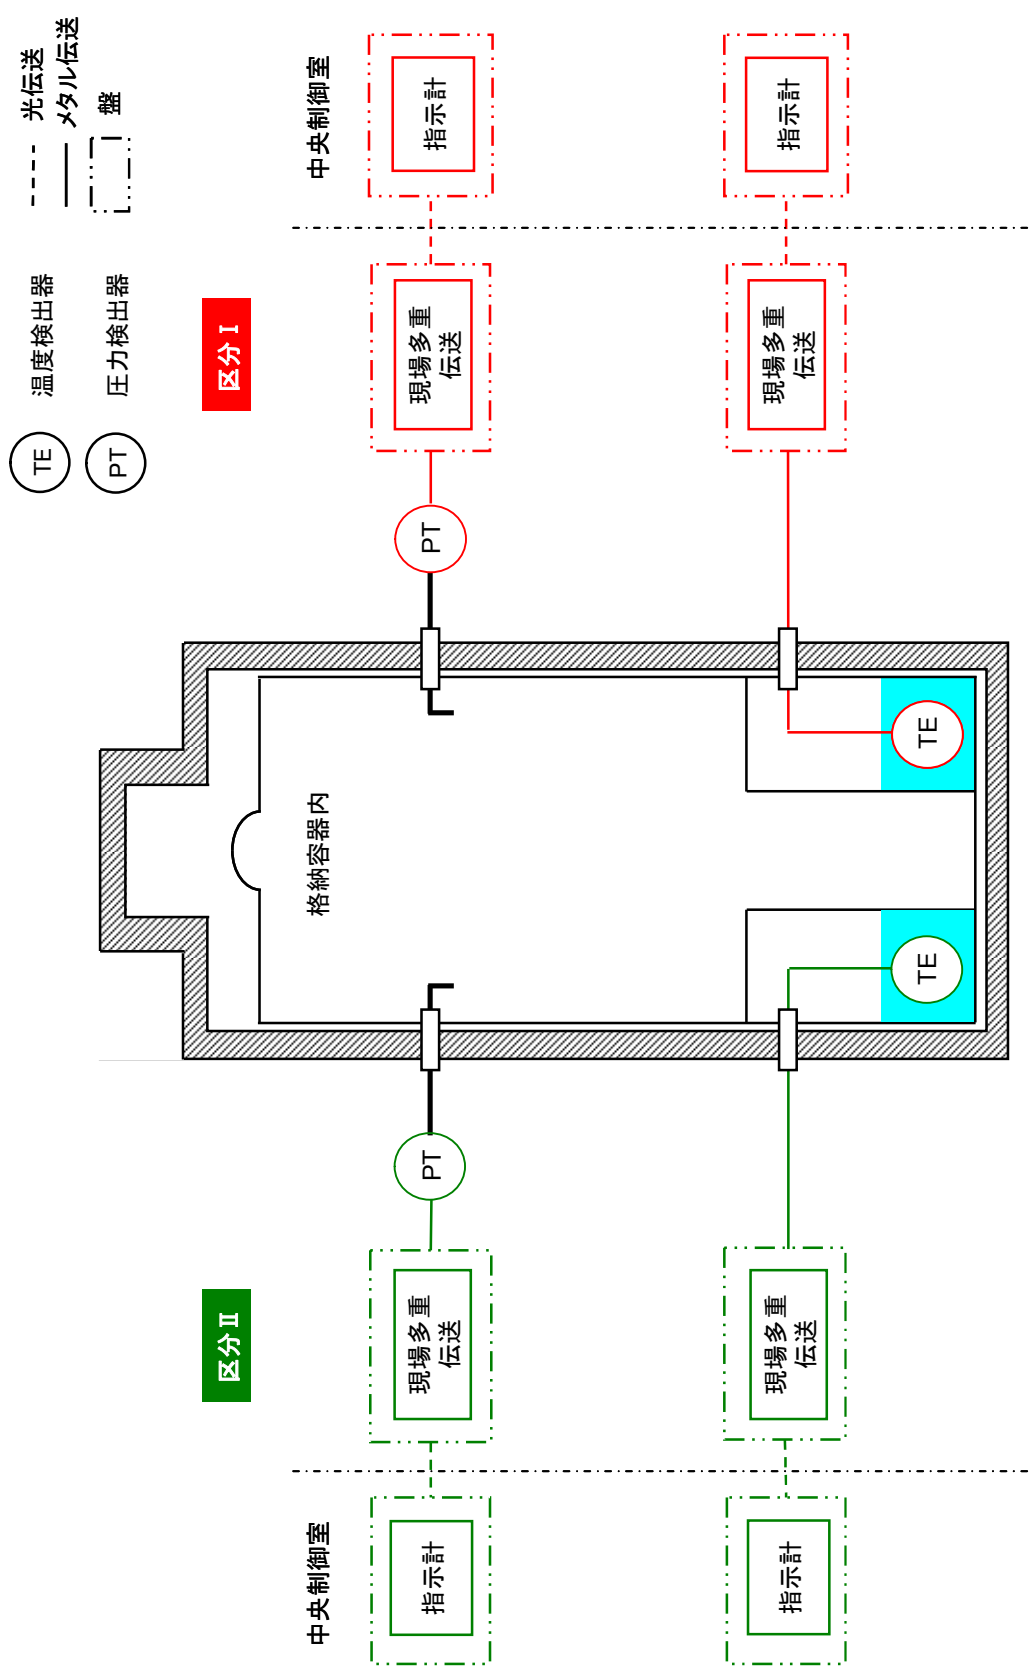 TE
温度検出器
光伝送
メタル伝送
PT
圧力検出器
盤
区分Ⅱ
区分Ⅰ
中央制御室
格納容器内
中央制御室
指示計
現場多重
伝送
PT
PT
現場多重
伝送
指示計
指示計
現場多重
伝送
現場多重
伝送
指示計
TE
TE